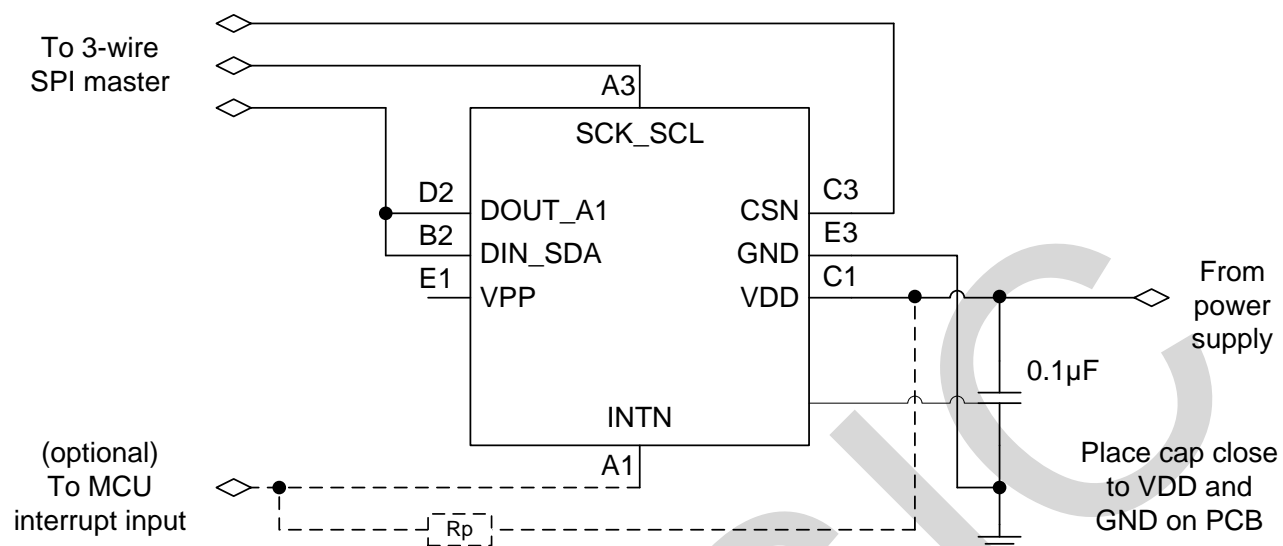 To 3-wire
SPI master
A3
SCK_SCL
D2
DOUT_A1
B2
DIN_SDA
E1
VPP
CSN
C3
GND
E3
VDD
C1
From
power
supply
0.1µF
INTN
A1
(optional)
To MCU
interrupt input
Rp
Place cap close
to VDD and
GND on PCB